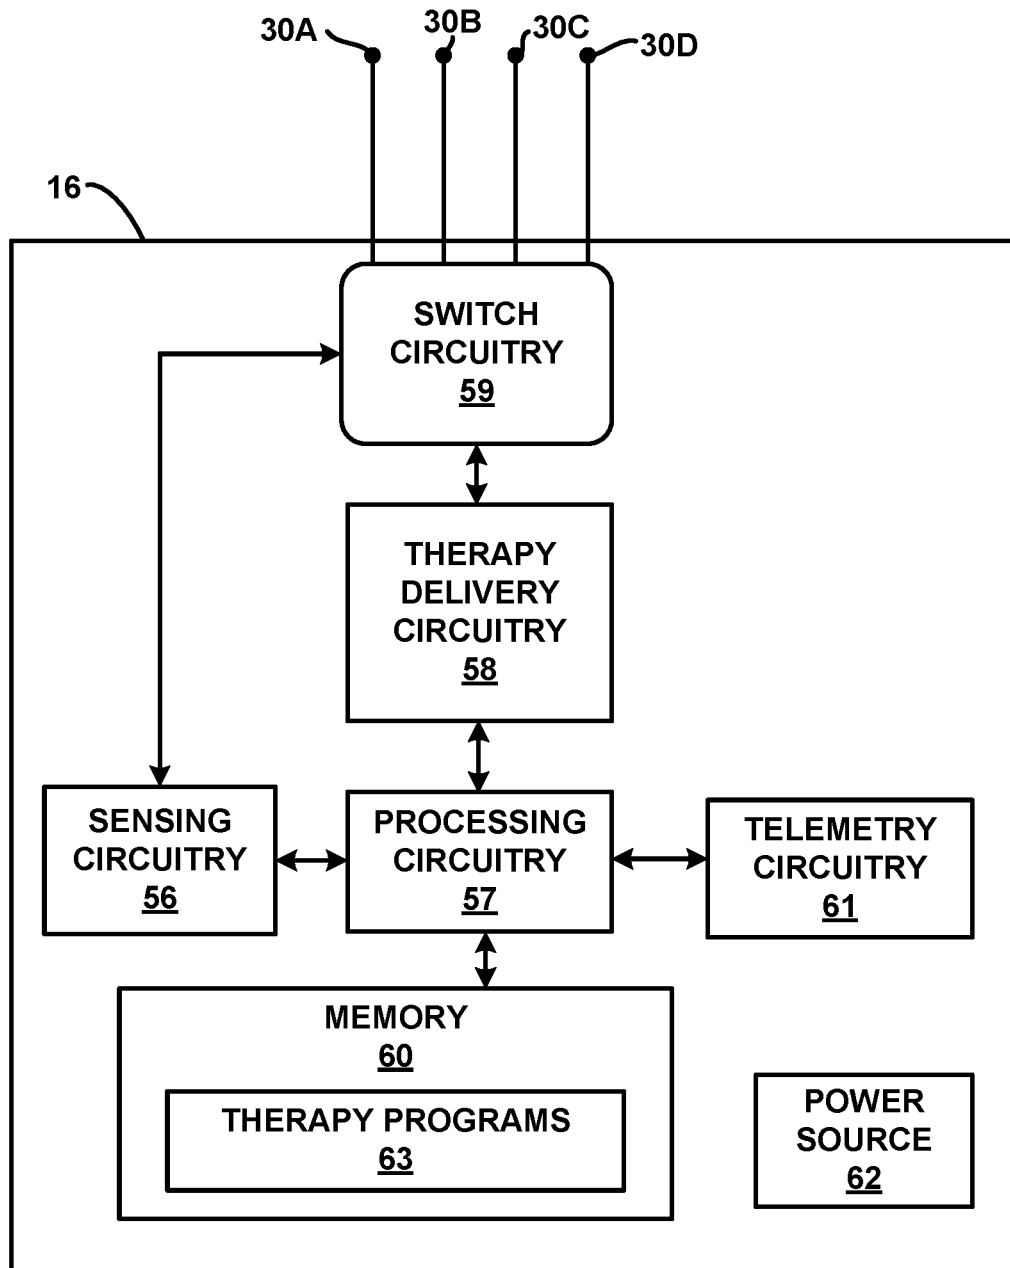 30A
30B
30C
30D
16
SWITCH
CIRCUITRY
59
THERAPY
DELIVERY
CIRCUITRY
58
SENSING
CIRCUITRY
56
PROCESSING
CIRCUITRY
57
TELEMETRY
CIRCUITRY
61
MEMORY
60
THERAPY PROGRAMS
63
POWER
SOURCE
62